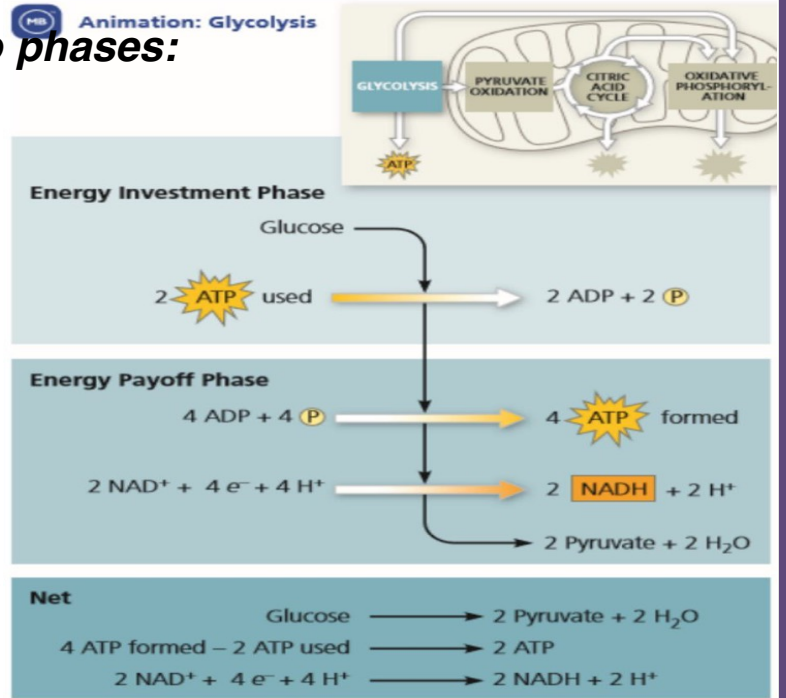 MB Animation: Glycolysis
phases:
GLYCOLYSIS
PYRUVATE
OXIDATION
CITRIC
ACID
CYCLE
OXIDATIVE
PHOSPHORYL-
ATION
ATP
Energy Investment Phase
Glucose
2 ATP used 2 ADP + 2 P
Energy Payoff Phase
4 ADP + 4 P 4 ATP formed
2 NAD⁺ + 4 e⁻ + 4 H⁺ 2 NADH + 2 H⁺
2 Pyruvate + 2 H₂O
Net
Glucose 2 Pyruvate + 2 H₂O
4 ATP formed – 2 ATP used 2 ATP
2 NAD⁺ + 4 e⁻ + 4 H⁺ 2 NADH + 2 H⁺